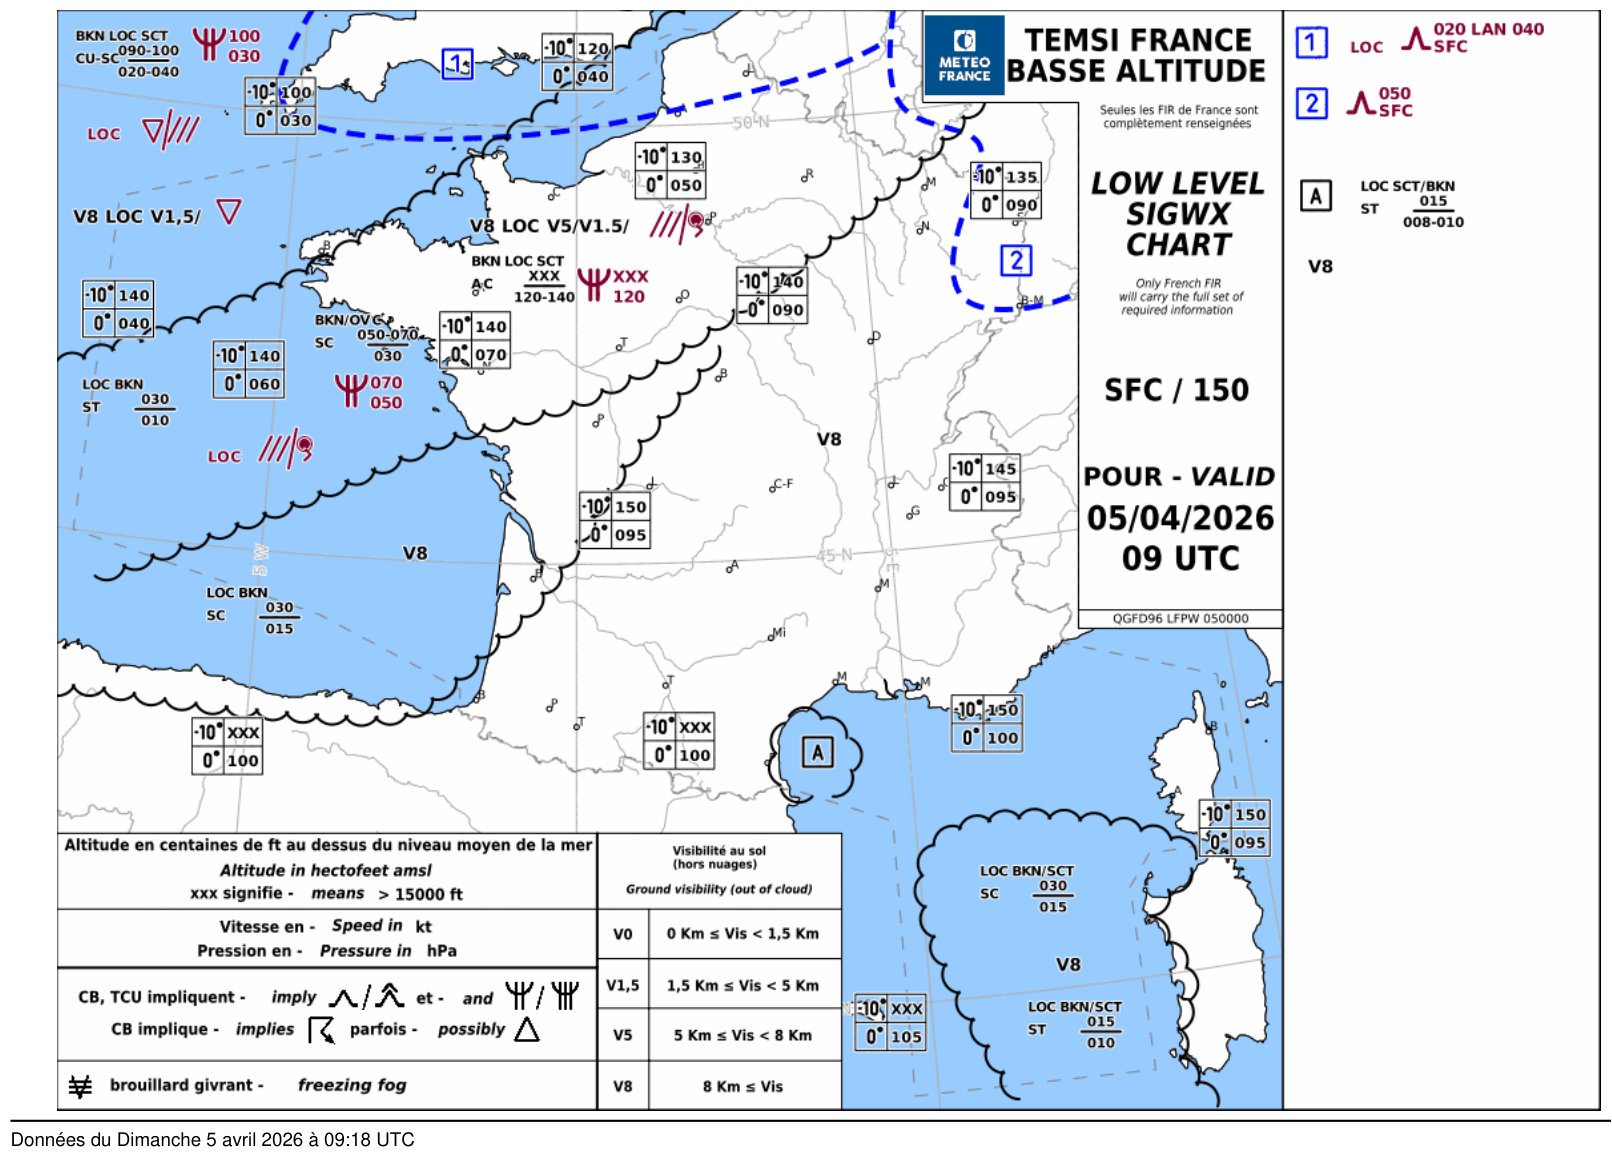 BKN LOC SCT
CU-SC 090-100
020-040
100
030
-10° 100
0° 030
1
-10° 120
0° 040
LOC
50°N
-10° 130
0° 050
R
M
N
P
C
V8 LOC V1,5/
V8 LOC V5/V1.5/
BKN LOC SCT
AC XXX
120-140
XXX
120
B
-10° 140
0° 040
BKN/OVC
SC 050-070
030
-10° 140
0° 070
-10° 140
0° 060
070
050
LOC BKN
ST 030
010
LOC
-10° 140
0° 090
O
T
D
B
P
L
V8
C-F
L
G
-10° 135
0° 090
2
B-M
-10° 145
0° 095
-10° 150
0° 095
V8
5 W
45 N
5 E
LOC BKN
SC 030
015
B
A
M
Mi
T
M
M
N
B
P
T
-10° XXX
0° 100
-10° XXX
0° 100
A
-10° 150
0° 100
B
A
-10° 150
0° 095
LOC BKN/SCT
SC 030
015
V8
LOC BKN/SCT
ST 015
010
-10° XXX
0° 105
METEO
FRANCE
TEMSI FRANCE
BASSE ALTITUDE
Seules les FIR de France sont
complètement renseignées
LOW LEVEL
SIGWX
CHART
Only French FIR
will carry the full set of
required information
SFC / 150
POUR - VALID
05/04/2026
09 UTC
QGFD96 LFPW 050000
1 LOC 020 LAN 040
SFC
2 050
SFC
A LOC SCT/BKN
ST 015
008-010
V8
Altitude en centaines de ft au dessus du niveau moyen de la mer
Altitude in hectofeet amsl
xxx signifie - means > 15000 ft
Vitesse en - Speed in kt
Pression en - Pressure in hPa
CB, TCU impliquent - imply / et - and /
CB implique - implies parfois - possibly
brouillard givrant - freezing fog
Visibilité au sol
(hors nuages)
Ground visibility (out of cloud)
V0 0 Km ≤ Vis < 1,5 Km
V1,5 1,5 Km ≤ Vis < 5 Km
V5 5 Km ≤ Vis < 8 Km
V8 8 Km ≤ Vis
Données du Dimanche 5 avril 2026 à 09:18 UTC